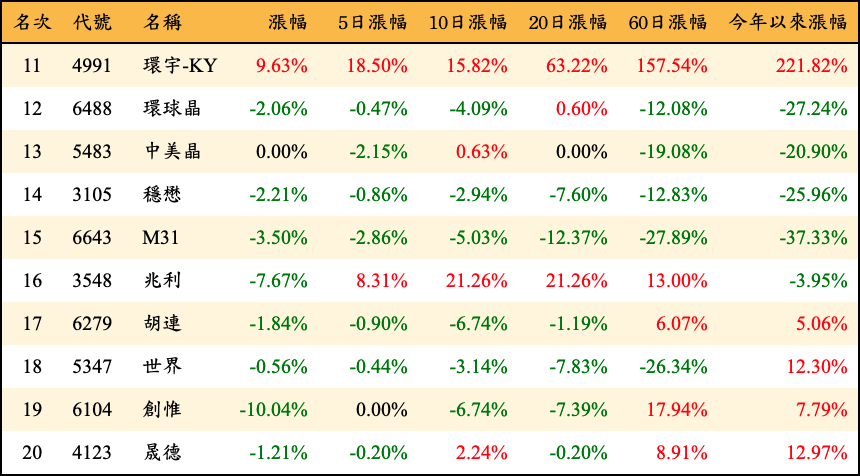 名次 代號 名稱 漲幅 5日漲幅 10日漲幅 20日漲幅 60日漲幅 今年以來漲幅
11 4991 環宇-KY 9.63% 18.50% 15.82% 63.22% 157.54% 221.82%
12 6488 環球晶 -2.06% -0.47% -4.09% 0.60% -12.08% -27.24%
13 5483 中美晶 0.00% -2.15% 0.63% 0.00% -19.08% -20.90%
14 3105 穩懋 -2.21% -0.86% -2.94% -7.60% -12.83% -25.96%
15 6643 M31 -3.50% -2.86% -5.03% -12.37% -27.89% -37.33%
16 3548 兆利 -7.67% 8.31% 21.26% 21.26% 13.00% -3.95%
17 6279 胡連 -1.84% -0.90% -6.74% -1.19% 6.07% 5.06%
18 5347 世界 -0.56% -0.44% -3.14% -7.83% -26.34% 12.30%
19 6104 創惟 -10.04% 0.00% -6.74% -7.39% 17.94% 7.79%
20 4123 晟德 -1.21% -0.20% 2.24% -0.20% 8.91% 12.97%